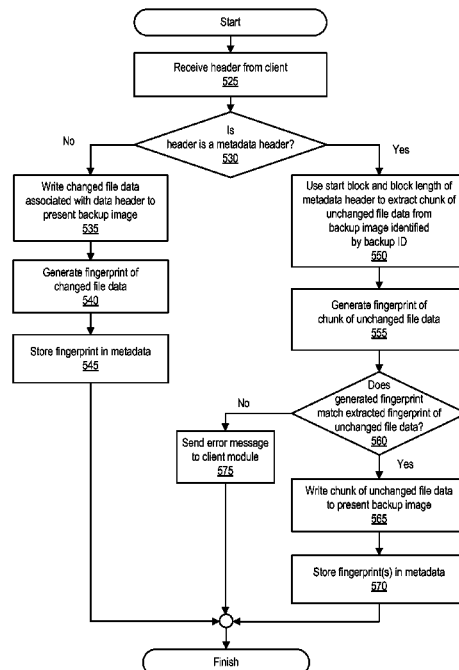 Start
Receive header from client
525
Is
header is a metadata header?
530
No
Yes
Write changed file data
associated with data header to
present backup image
535
Generate fingerprint of
changed file data
540
Store fingerprint in metadata
545
Use start block and block length of
metadata header to extract chunk of
unchanged file data from
backup image identified
by backup ID
550
Generate fingerprint of
chunk of unchanged file data
555
Does
generated fingerprint
match extracted fingerprint of
unchanged file data?
560
No
Yes
Send error message
to client module
575
Write chunk of unchanged file data
to present backup image
565
Store fingerprint(s) in metadata
570
Finish